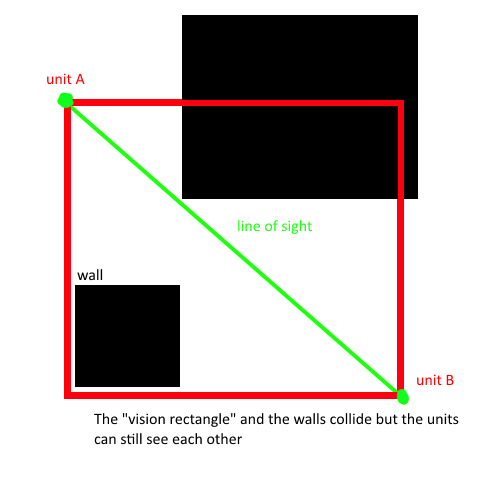 unit A
line of sight
wall
unit B
The "vision rectangle" and the walls collide but the units
can still see each other